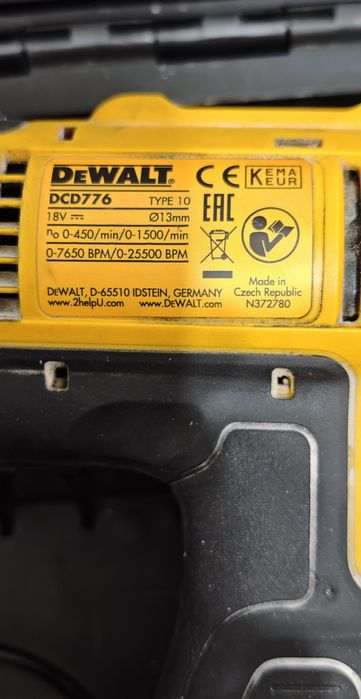 DEWALT®
DCD776 TYPE 10
18V ⎓ Ø13mm
n₀ 0-450/min/0-1500/min
0-7650 BPM/0-25500 BPM
DEWALT, D-65510 IDSTEIN, GERMANY
www.2helpU.com www.DEWALT.com
CE KEMA KEUR
EAC
Made in
Czech Republic
N372780